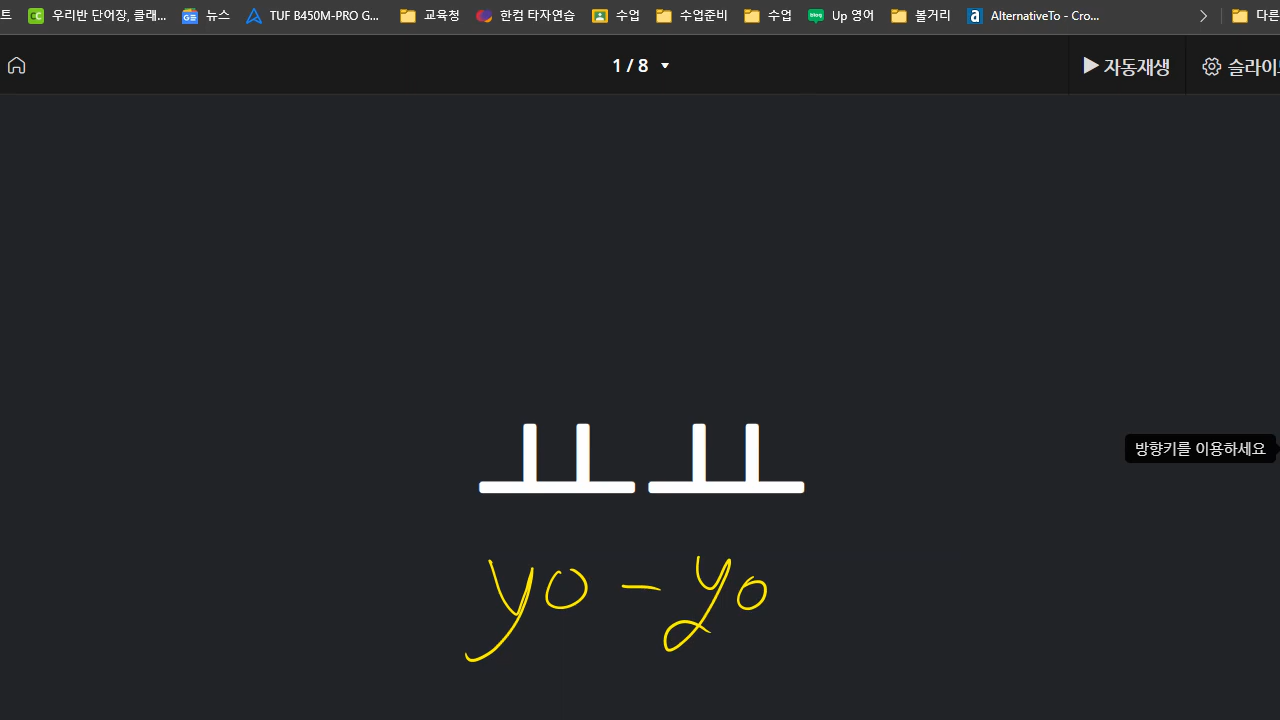 트 우리반 단어장, 클래... 뉴스 TUF B450M-PRO G... 교육청 한컴 타자연습 수업 수업준비 수업 Up 영어 볼거리 AlternativeTo - Cro... 다른
1 / 8 자동재생 슬라이드
방향키를 이용하세요
ㅛㅛ
yo - yo